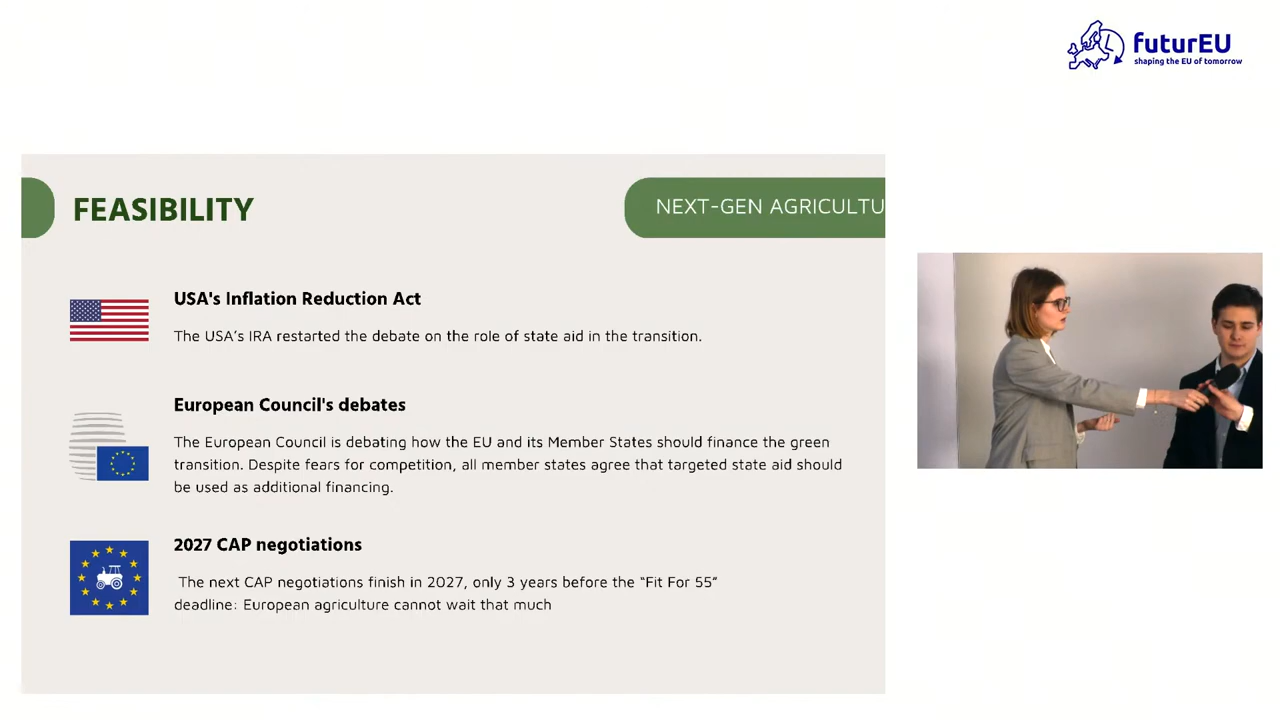 futurEU
shaping the EU of tomorrow
FEASIBILITY
NEXT-GEN AGRICULTU
USA's Inflation Reduction Act
The USA’s IRA restarted the debate on the role of state aid in the transition.
European Council's debates
The European Council is debating how the EU and its Member States should finance the green
transition. Despite fears for competition, all member states agree that targeted state aid should
be used as additional financing.
2027 CAP negotiations
The next CAP negotiations finish in 2027, only 3 years before the “Fit For 55”
deadline: European agriculture cannot wait that much